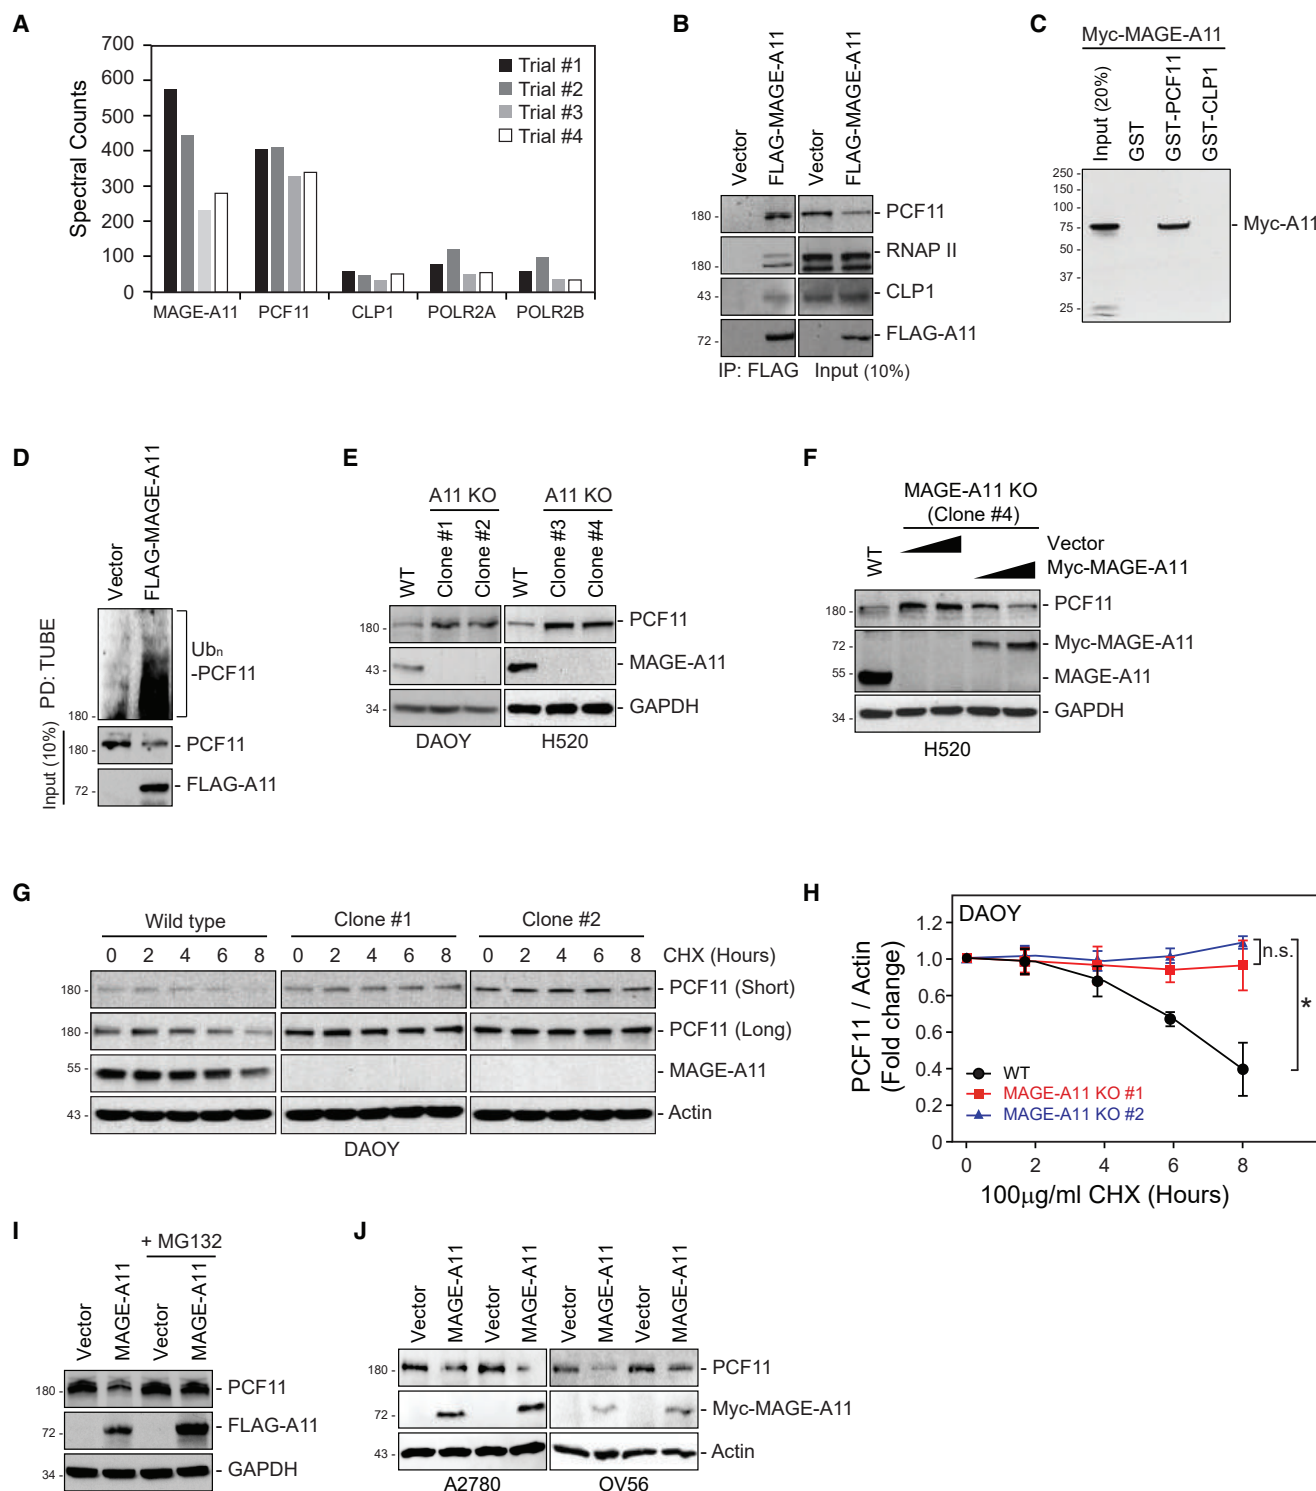 A
700
600
500
400
300
200
100
0
Spectral Counts
Trial #1
Trial #2
Trial #3
Trial #4
MAGE-A11 PCF11 CLP1 POLR2A POLR2B
B
Vector
FLAG-MAGE-A11
Vector
FLAG-MAGE-A11
180 - - PCF11
180 - - RNAP II
43 - - CLP1
72 - - FLAG-A11
IP: FLAG Input (10%)
C
Myc-MAGE-A11
Input (20%)
GST
GST-PCF11
GST-CLP1
250 -
150 -
100 -
75 - - Myc-A11
50 -
37 -
25 -
D
Vector
FLAG-MAGE-A11
PD: TUBE
Ubn
-PCF11
180 -
Input (10%)
180 - - PCF11
72 - - FLAG-A11
E
A11 KO A11 KO
WT
Clone #1
Clone #2
WT
Clone #3
Clone #4
180 - - PCF11
43 - - MAGE-A11
34 - - GAPDH
DAOY H520
F
MAGE-A11 KO
(Clone #4)
WT
Vector
Myc-MAGE-A11
180 - - PCF11
72 - - Myc-MAGE-A11
55 - - MAGE-A11
34 - - GAPDH
H520
G
Wild type Clone #1 Clone #2
0 2 4 6 8 0 2 4 6 8 0 2 4 6 8 CHX (Hours)
180 - - PCF11 (Short)
180 - - PCF11 (Long)
55 - - MAGE-A11
43 - - Actin
DAOY
H
DAOY
1.2
1.0
0.6
0.6
0.4
0.2
0
PCF11 / Actin
(Fold change)
n.s.
*
WT
MAGE-A11 KO #1
MAGE-A11 KO #2
0 2 4 6 8
100µg/ml CHX (Hours)
I
+ MG132
Vector
MAGE-A11
Vector
MAGE-A11
180 - - PCF11
72 - - FLAG-A11
34 - - GAPDH
J
Vector
MAGE-A11
Vector
MAGE-A11
Vector
MAGE-A11
Vector
MAGE-A11
180 - - PCF11
72 - - Myc-MAGE-A11
43 - - Actin
A2780 OV56